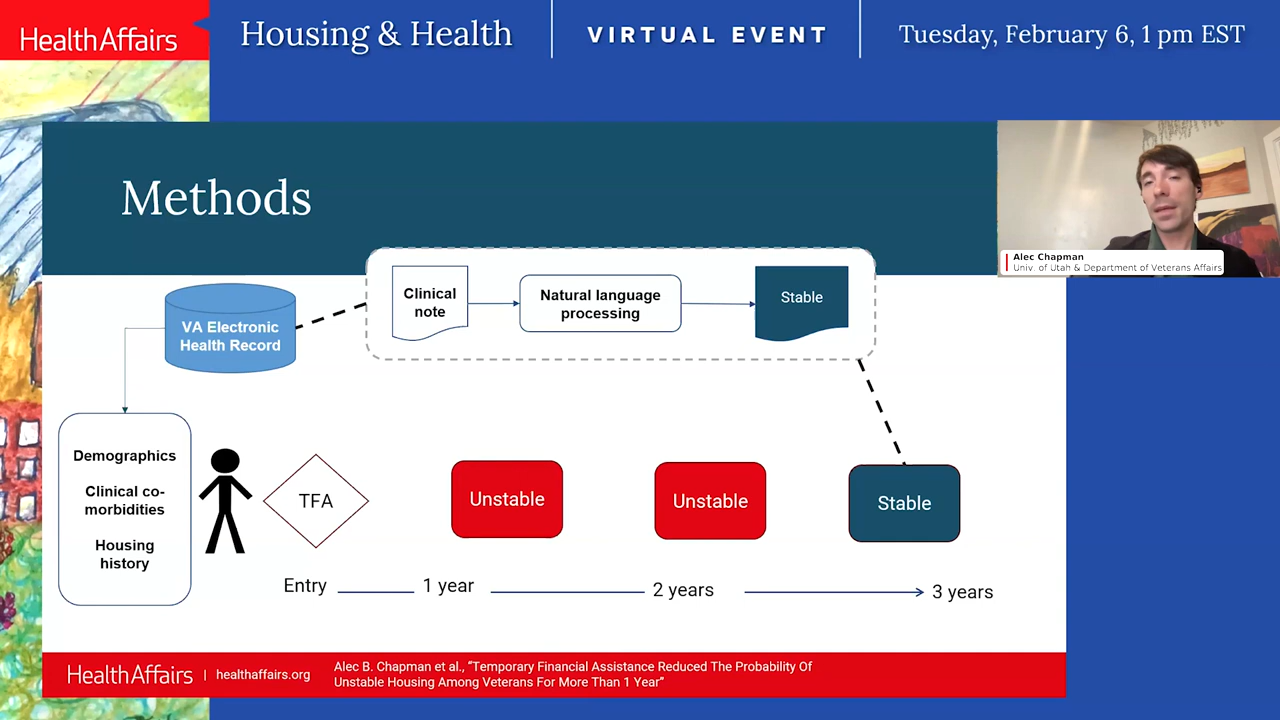 HealthAffairs
Housing & Health
VIRTUAL EVENT
Tuesday, February 6, 1 pm EST
Methods
Alec Chapman
Univ. of Utah & Department of Veterans Affairs
VA Electronic
Health Record
Clinical
note
Natural language
processing
Stable
Demographics
Clinical co-
morbidities
Housing
history
TFA
Unstable
Unstable
Stable
Entry
1 year
2 years
3 years
HealthAffairs
healthaffairs.org
Alec B. Chapman et al., “Temporary Financial Assistance Reduced The Probability Of
Unstable Housing Among Veterans For More Than 1 Year”